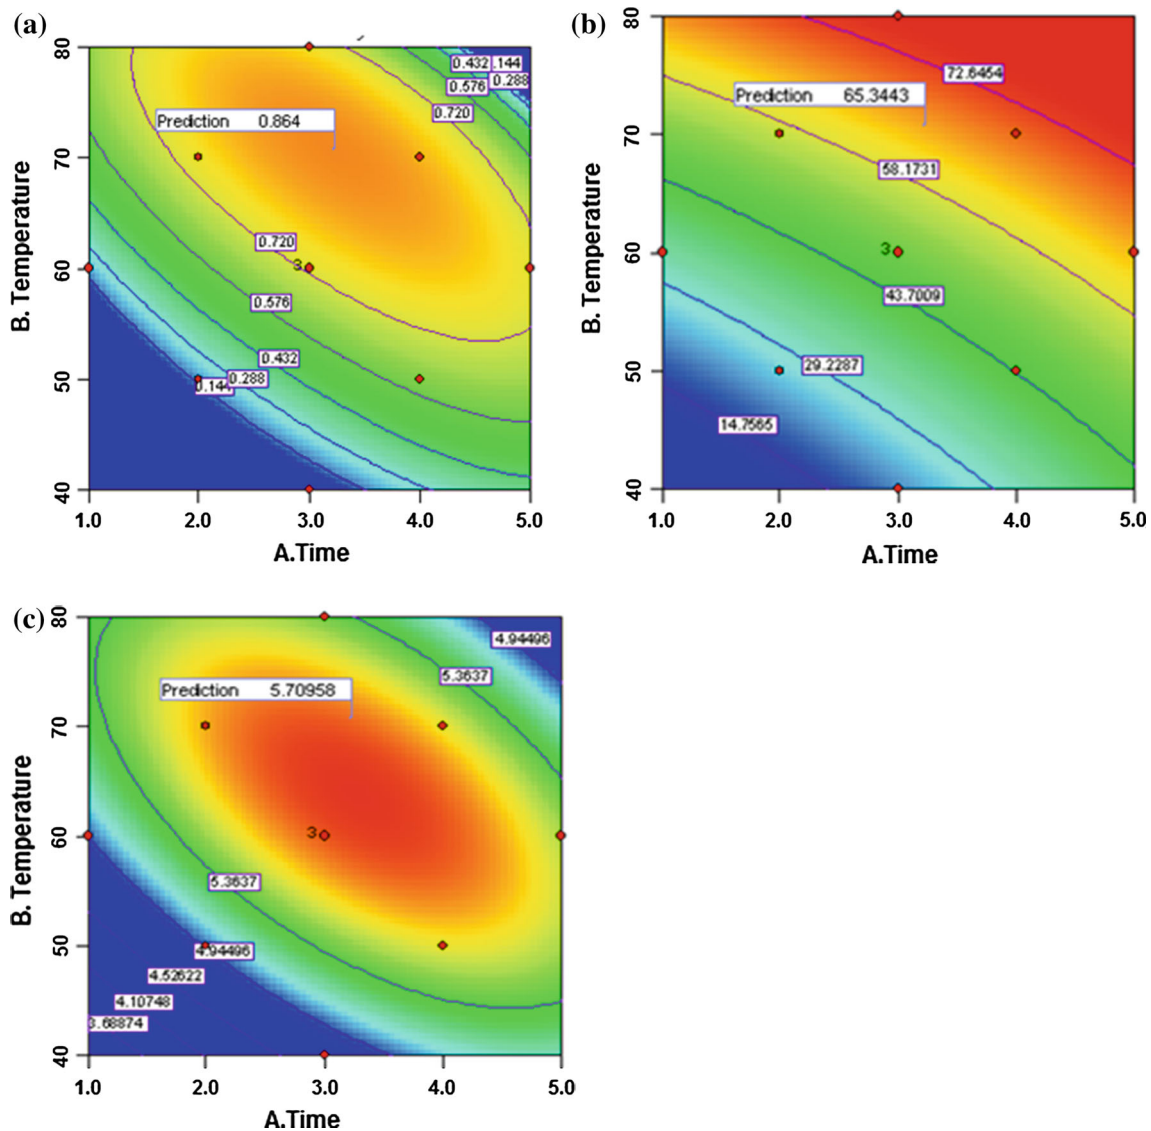 (a)
80
70
60
50
40
B. Temperature
0.432
.144
0.288
0.576
0.720
Prediction 0.864
0.720
3
0.576
0.432
0.288
0.144
1.0 2.0 3.0 4.0 5.0
A.Time
(b)
80
70
60
50
40
B. Temperature
72.6454
Prediction 65.3443
58.1731
3
43.7009
29.2287
14.7565
1.0 2.0 3.0 4.0 5.0
A.Time
(c)
80
70
60
50
40
B. Temperature
4.94496
5.3637
Prediction 5.70958
3
5.3637
4.94496
4.52622
4.10748
3.68874
1.0 2.0 3.0 4.0 5.0
A.Time